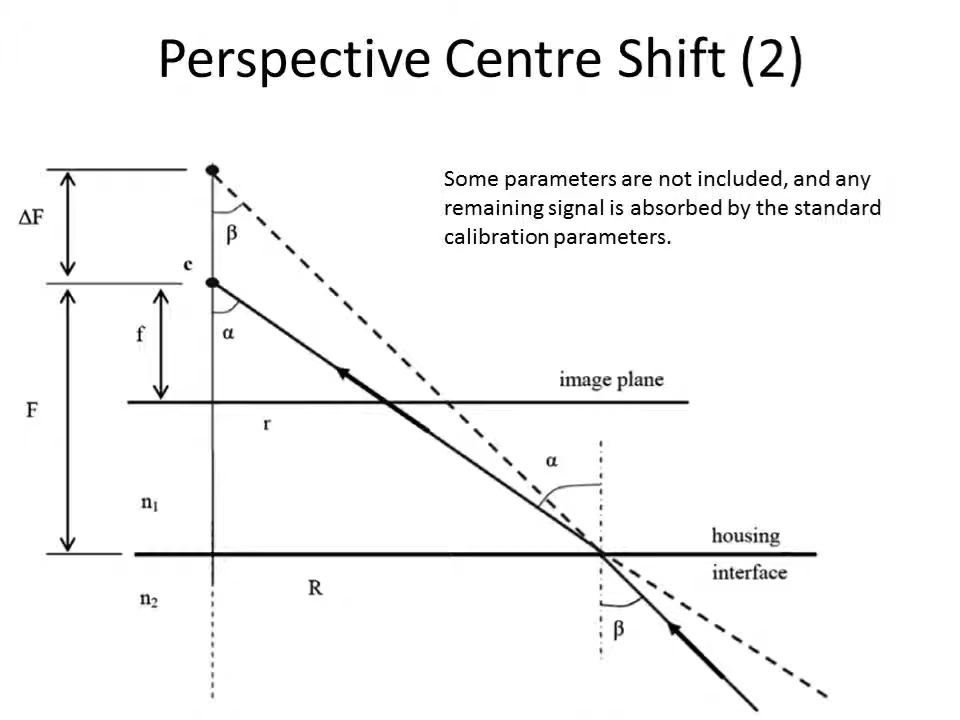 Perspective Centre Shift (2)
Some parameters are not included, and any
remaining signal is absorbed by the standard
calibration parameters.
ΔF
β
c
f
α
image plane
F
r
α
n₁
housing
interface
n₂
R
β